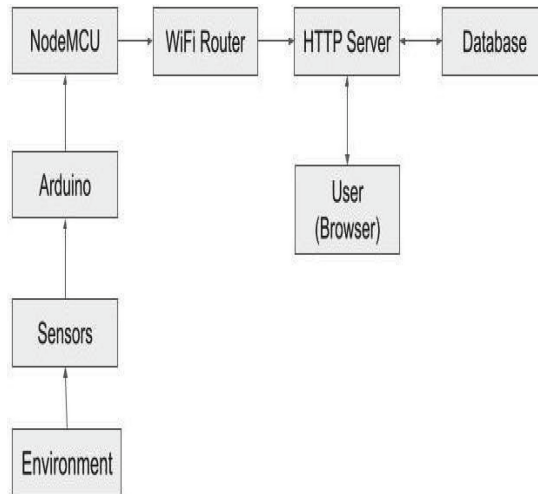 NodeMCU
WiFi Router
HTTP Server
Database
Arduino
User
(Browser)
Sensors
Environment